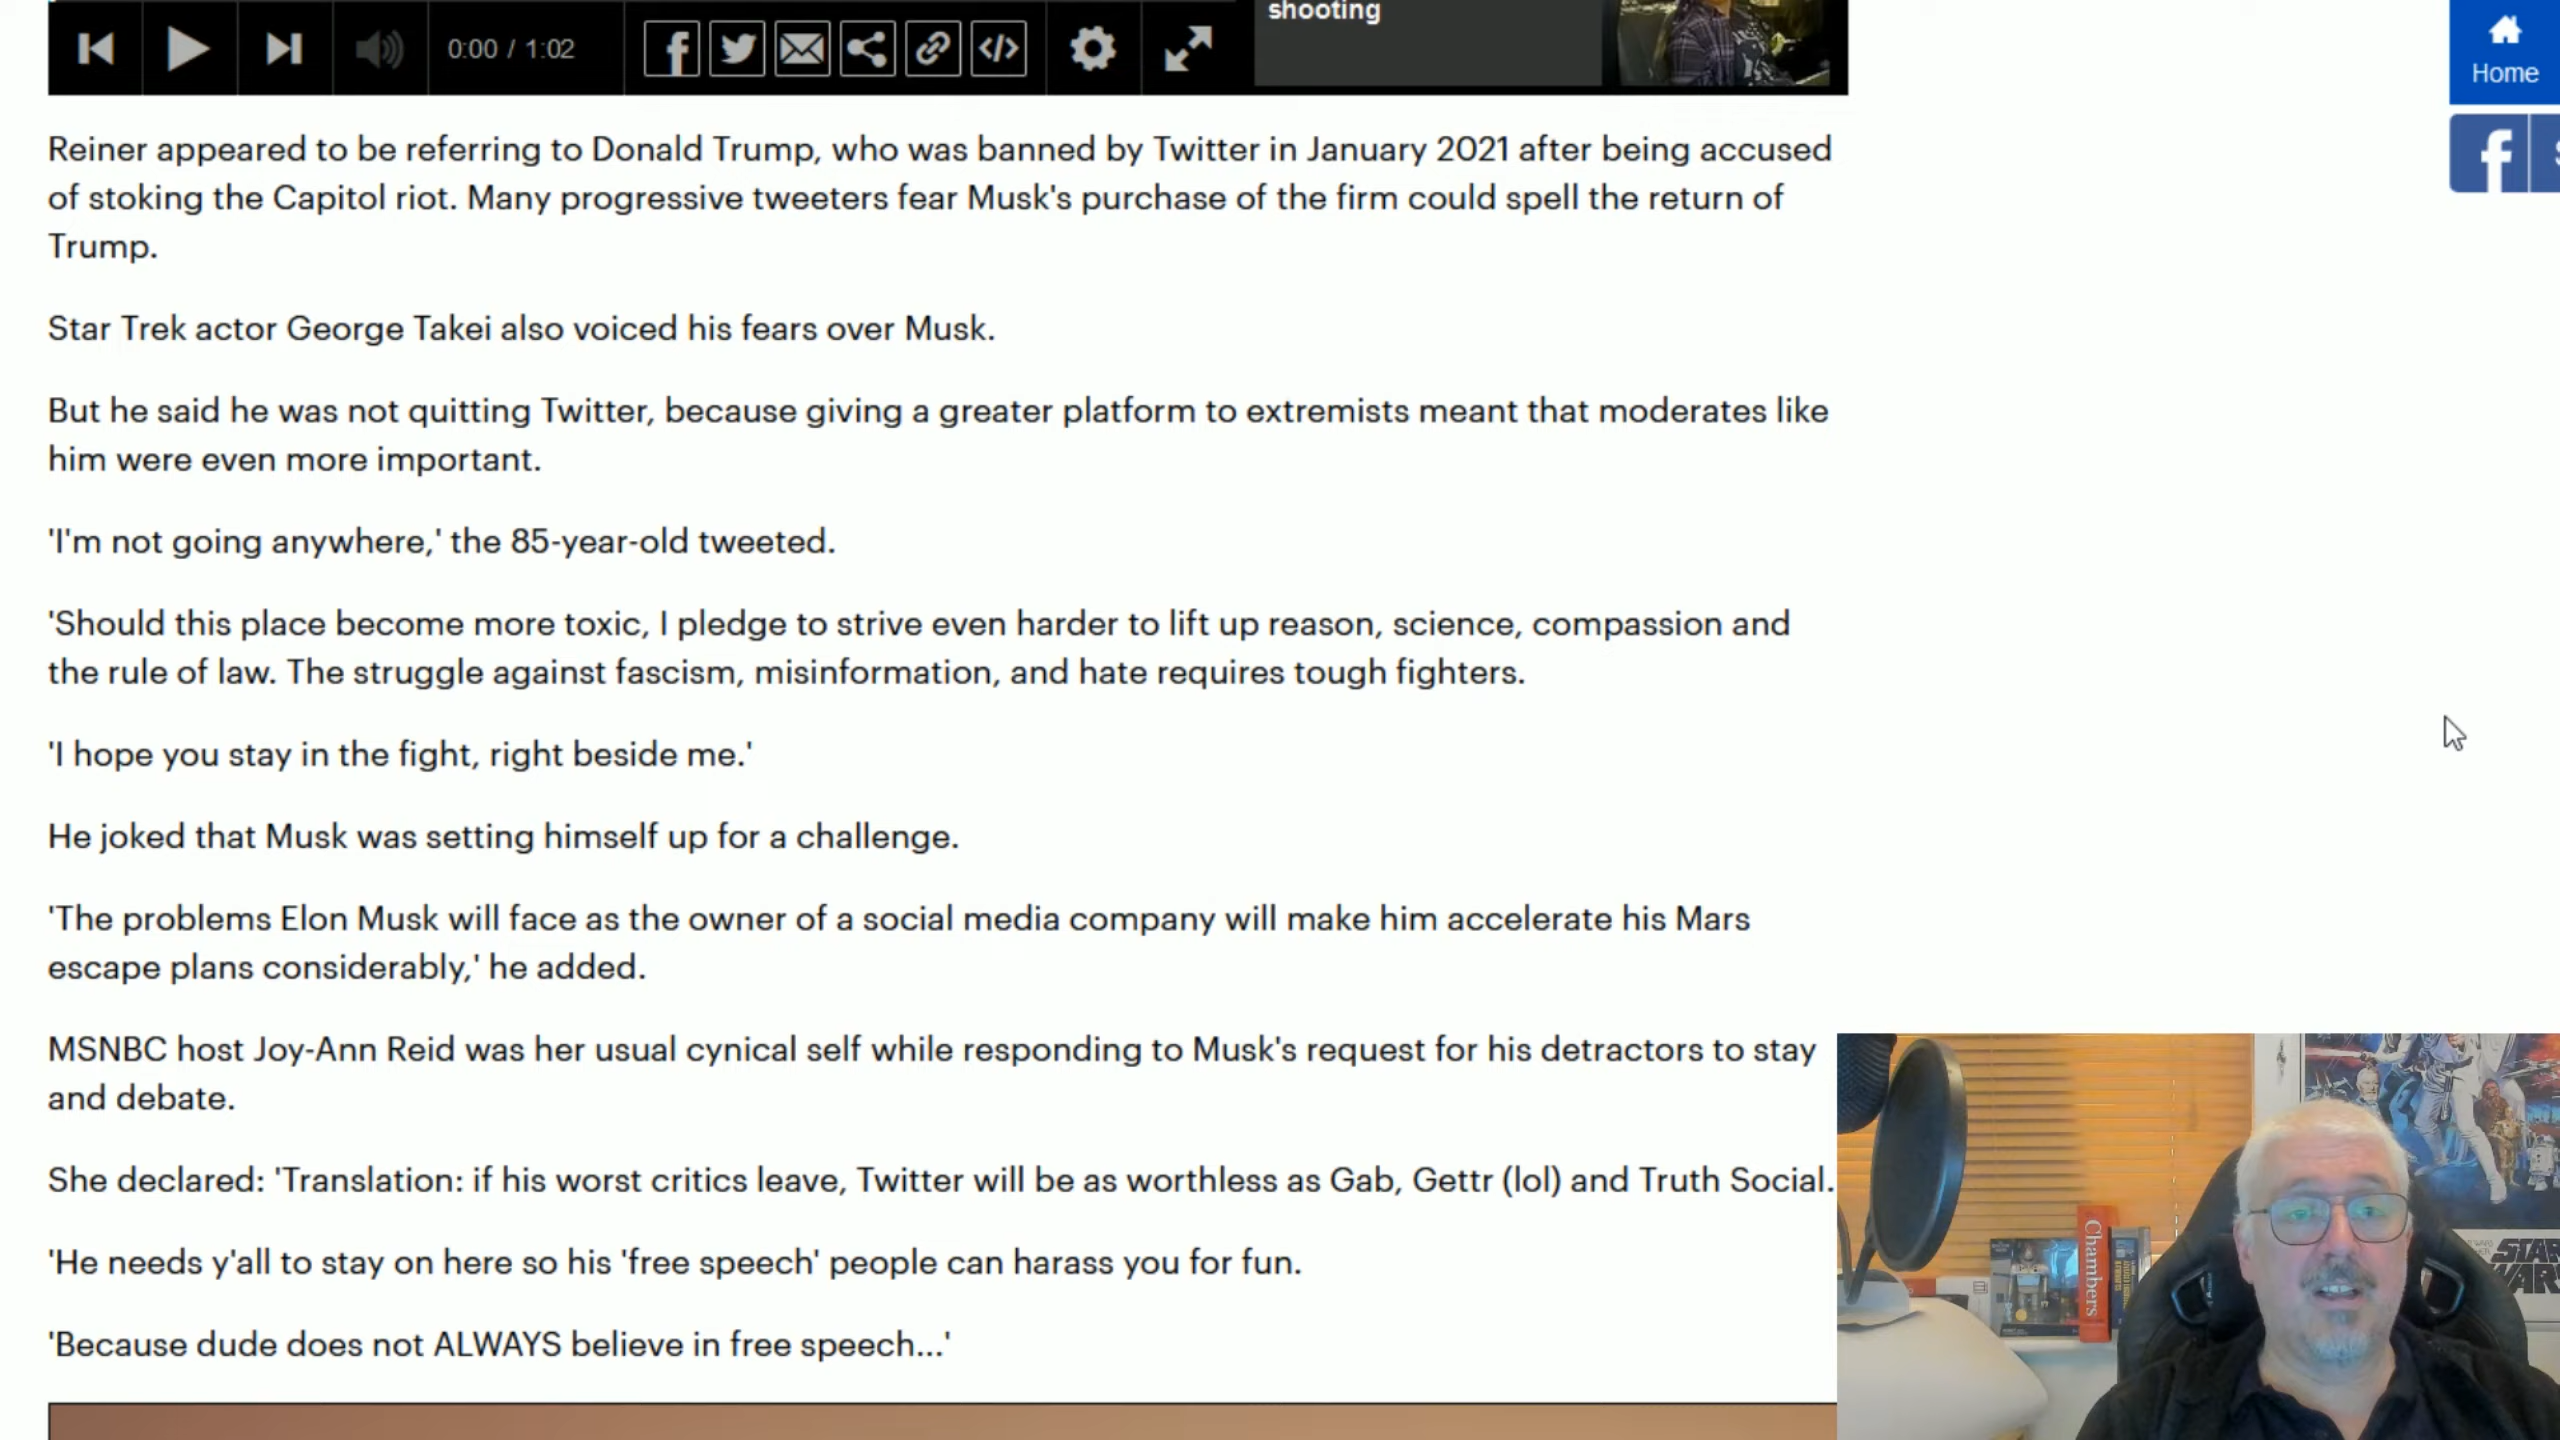 shooting
0:00 / 1:02
Home
Reiner appeared to be referring to Donald Trump, who was banned by Twitter in January 2021 after being accused
of stoking the Capitol riot. Many progressive tweeters fear Musk's purchase of the firm could spell the return of
Trump.
Star Trek actor George Takei also voiced his fears over Musk.
But he said he was not quitting Twitter, because giving a greater platform to extremists meant that moderates like
him were even more important.
'I'm not going anywhere,' the 85-year-old tweeted.
'Should this place become more toxic, I pledge to strive even harder to lift up reason, science, compassion and
the rule of law. The struggle against fascism, misinformation, and hate requires tough fighters.
'I hope you stay in the fight, right beside me.'
He joked that Musk was setting himself up for a challenge.
'The problems Elon Musk will face as the owner of a social media company will make him accelerate his Mars
escape plans considerably,' he added.
MSNBC host Joy-Ann Reid was her usual cynical self while responding to Musk's request for his detractors to stay
and debate.
She declared: 'Translation: if his worst critics leave, Twitter will be as worthless as Gab, Gettr (lol) and Truth Social.
'He needs y'all to stay on here so his 'free speech' people can harass you for fun.
'Because dude does not ALWAYS believe in free speech...'
Chambers
STAR
WARS